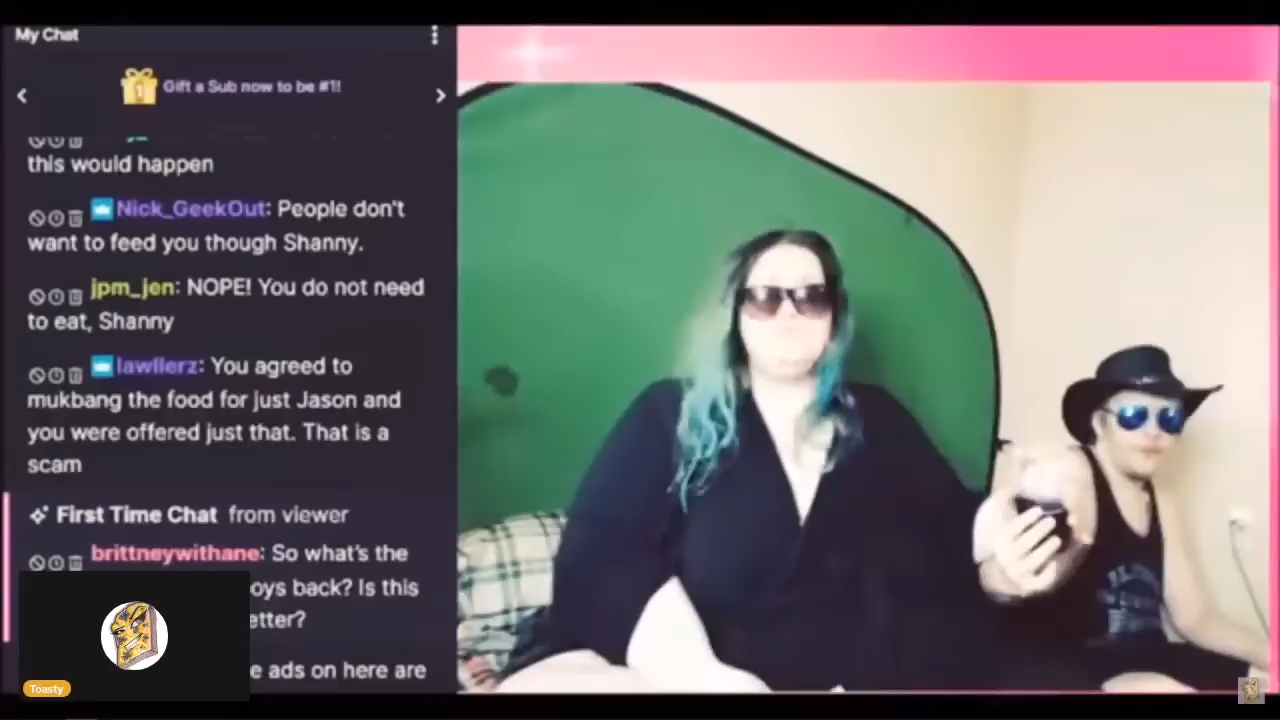 My Chat
Gift a Sub now to be #1!
this would happen
Nick_GeekOut: People don't
want to feed you though Shanny.
jpm_jen: NOPE! You do not need
to eat, Shanny
lawllerz: You agreed to
mukbang the food for just Jason and
you were offered just that. That is a
scam
First Time Chat from viewer
brittneywithane: So what's the
oys back? Is this
etter?
e ads on here are
Toasty